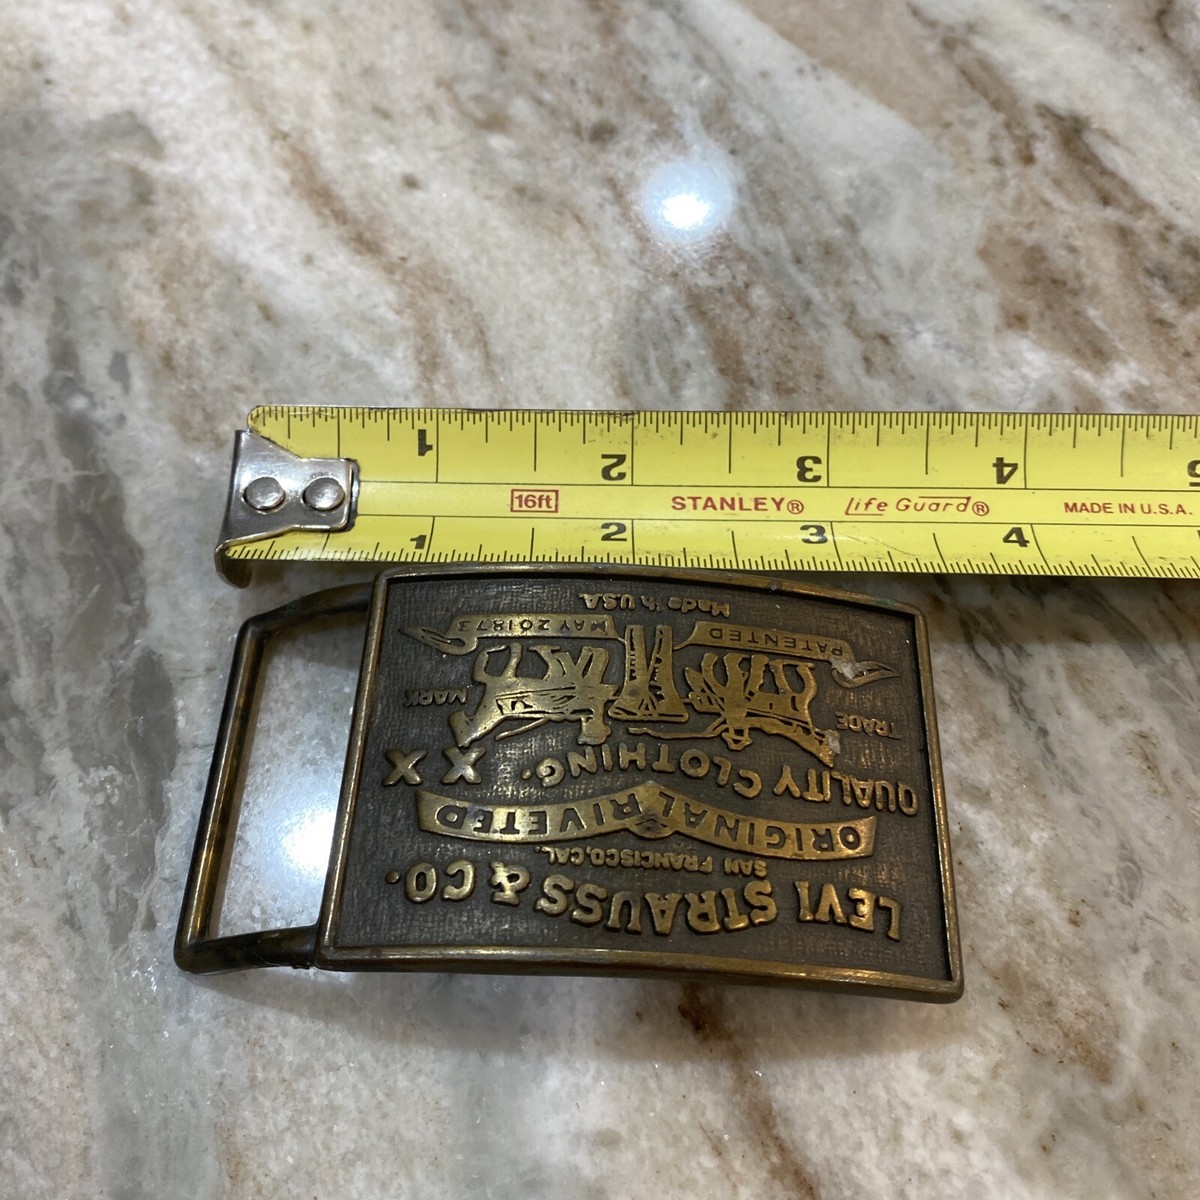 1 2 3 4 5
16ft STANLEY® Life Guard® MADE IN U.S.A.
1 2 3 4
LEVI STRAUSS & CO.
SAN FRANCISCO, CAL.
ORIGINAL RIVETED
QUALITY CLOTHING.
XX
TRADE MARK
PATENTED MAY 20 1873
Made in U.S.A.